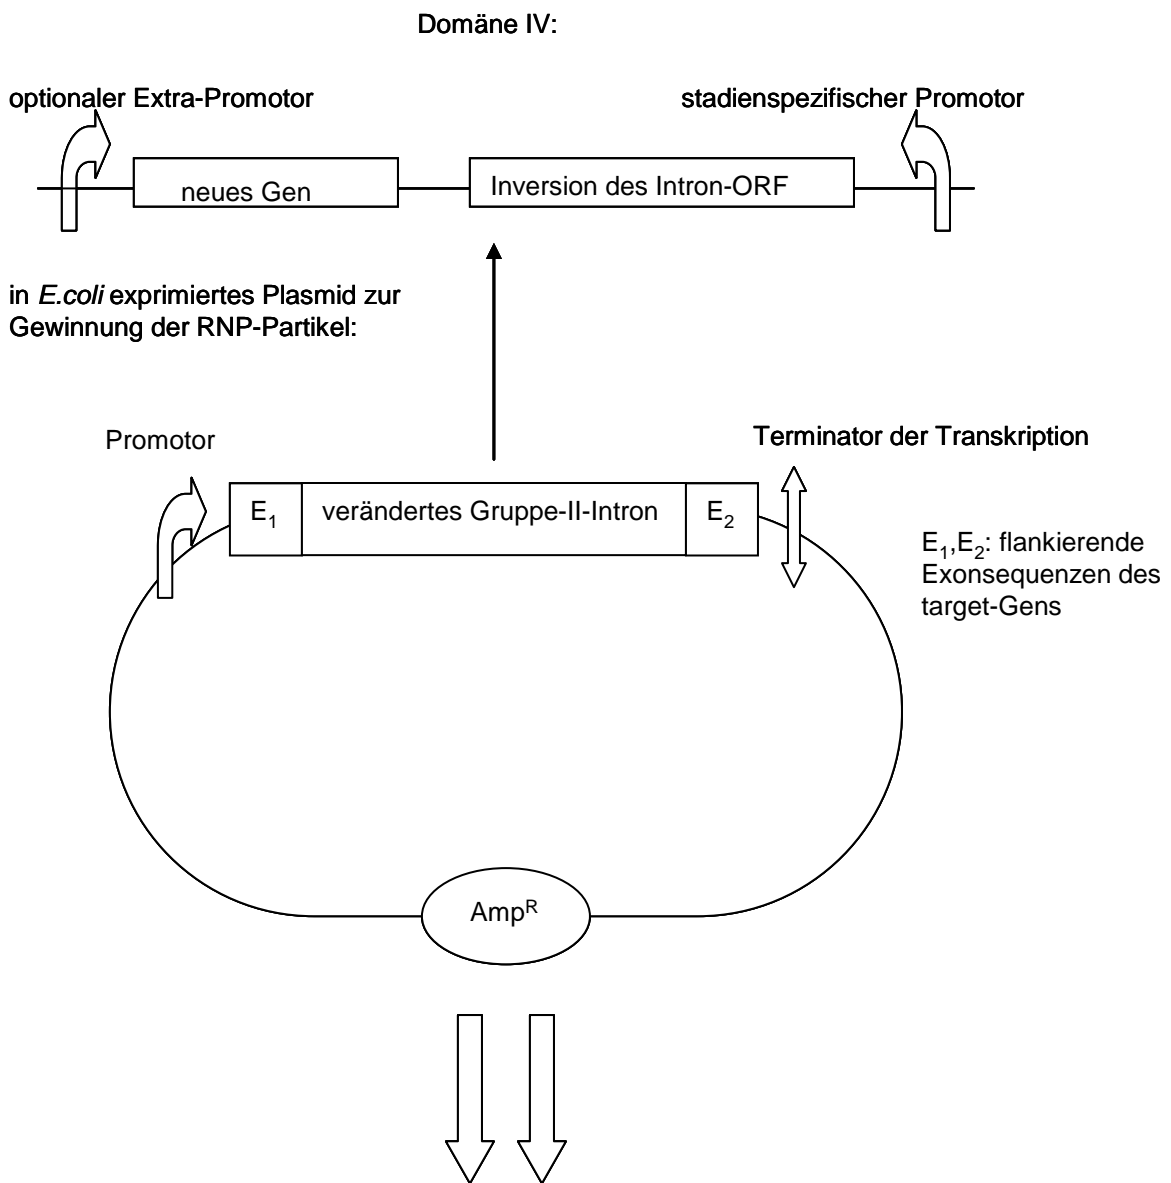 Domäne IV:
optionaler Extra-Promotor
stadienspezifischer Promotor
neues Gen
Inversion des Intron-ORF
in E.coli exprimiertes Plasmid zur
Gewinnung der RNP-Partikel:
Promotor
Terminator der Transkription
E₁
verändertes Gruppe-II-Intron
E₂
E₁,E₂: flankierende
Exonsequenzen des
target-Gens
Ampᴿ